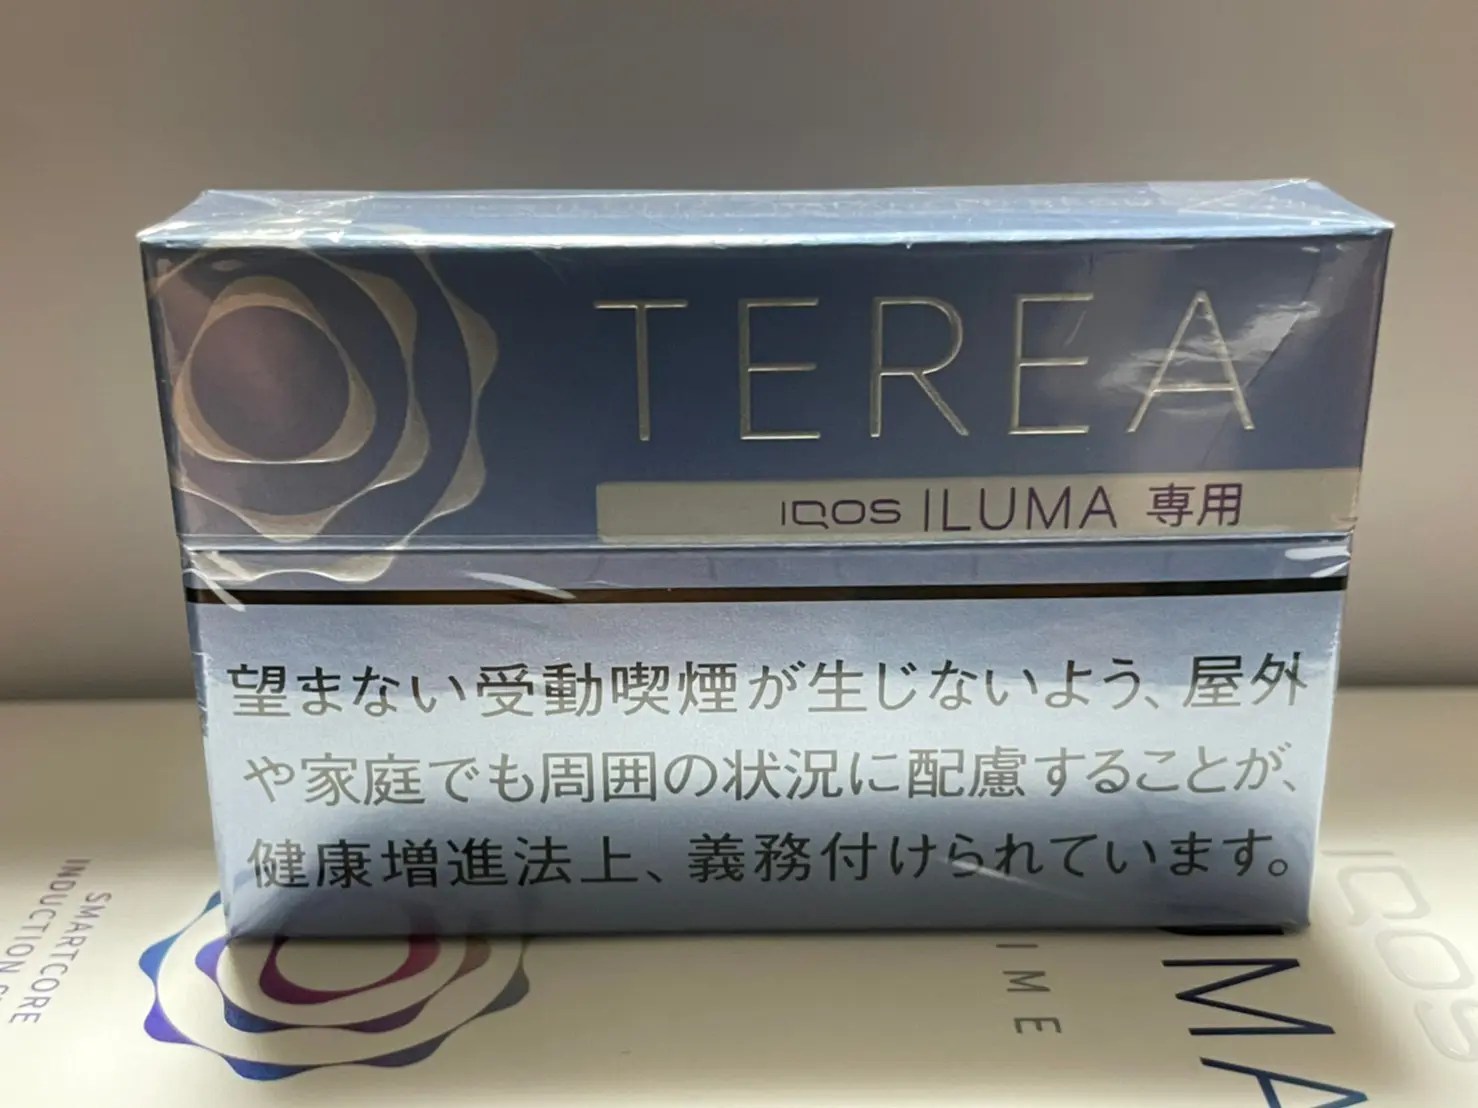 TEREA
IQOS ILUMA 専用
望まない受動喫煙が生じないよう、屋外
や家庭でも周囲の状況に配慮することが、
健康増進法上、義務付けられています。
SMARTCORE
INDUCTION
IME
UMA
IQOS